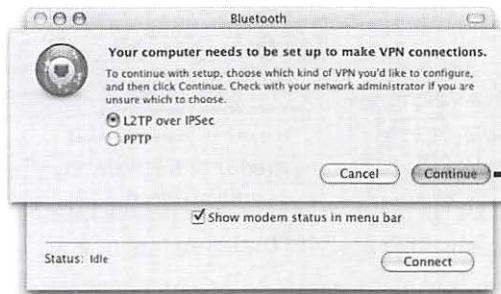 Bluetooth
Your computer needs to be set up to make VPN connections.
To continue with setup, choose which kind of VPN you'd like to configure,
and then click Continue. Check with your network administrator if you are
unsure which to choose.
L2TP over IPSec
PPTP
Cancel Continue
Show modem status in menu bar
Status: Idle Connect